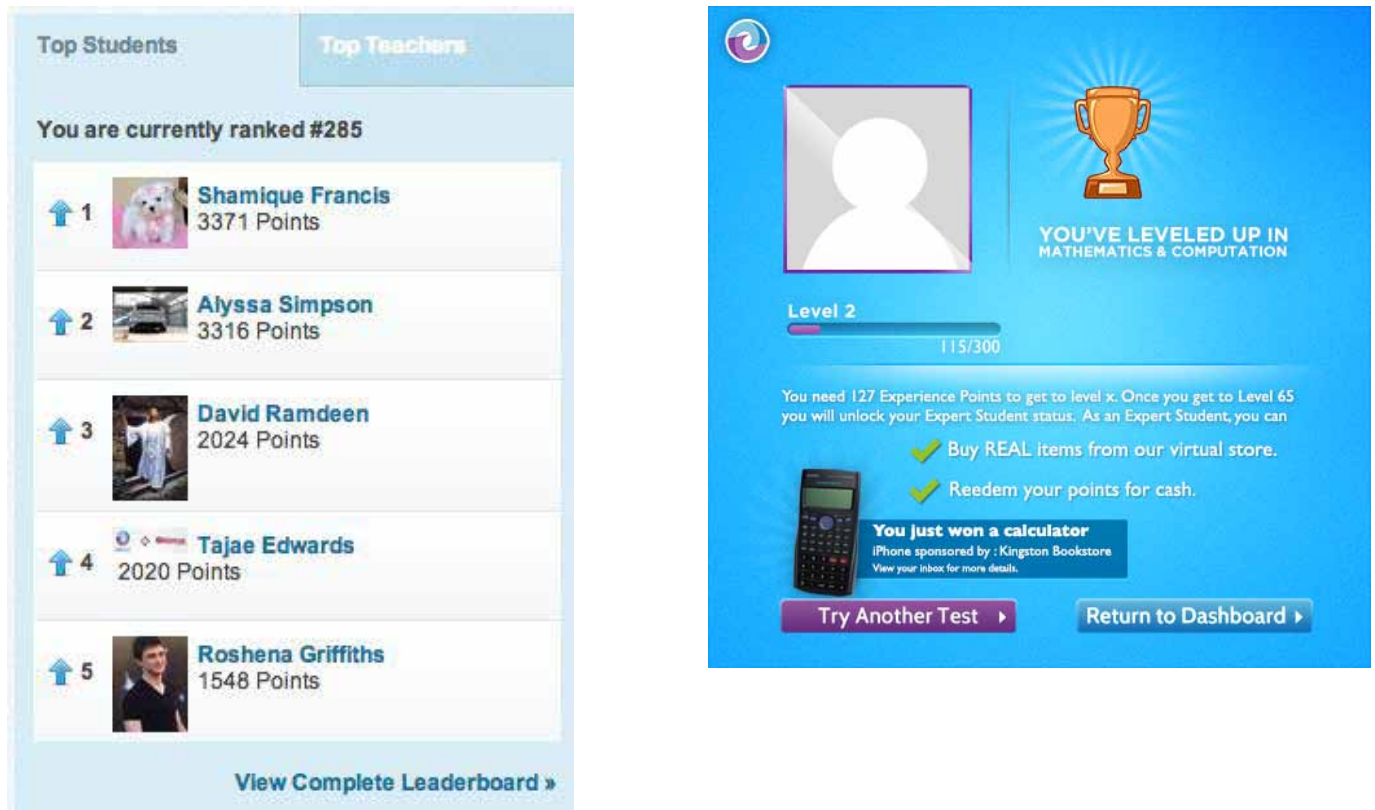 Top Students
Top Teachers
You are currently ranked #285
1
Shamique Francis
3371 Points
2
Alyssa Simpson
3316 Points
3
David Ramdeen
2024 Points
4
Tajae Edwards
2020 Points
5
Roshena Griffiths
1548 Points
View Complete Leaderboard »
YOU'VE LEVELED UP IN
MATHEMATICS & COMPUTATION
Level 2
115/300
You need 127 Experience Points to get to level x. Once you get to Level 65
you will unlock your Expert Student status. As an Expert Student, you can
Buy REAL items from our virtual store.
Reedem your points for cash.
You just won a calculator
iPhone sponsored by : Kingston Bookstore
View your inbox for more details.
Try Another Test
Return to Dashboard